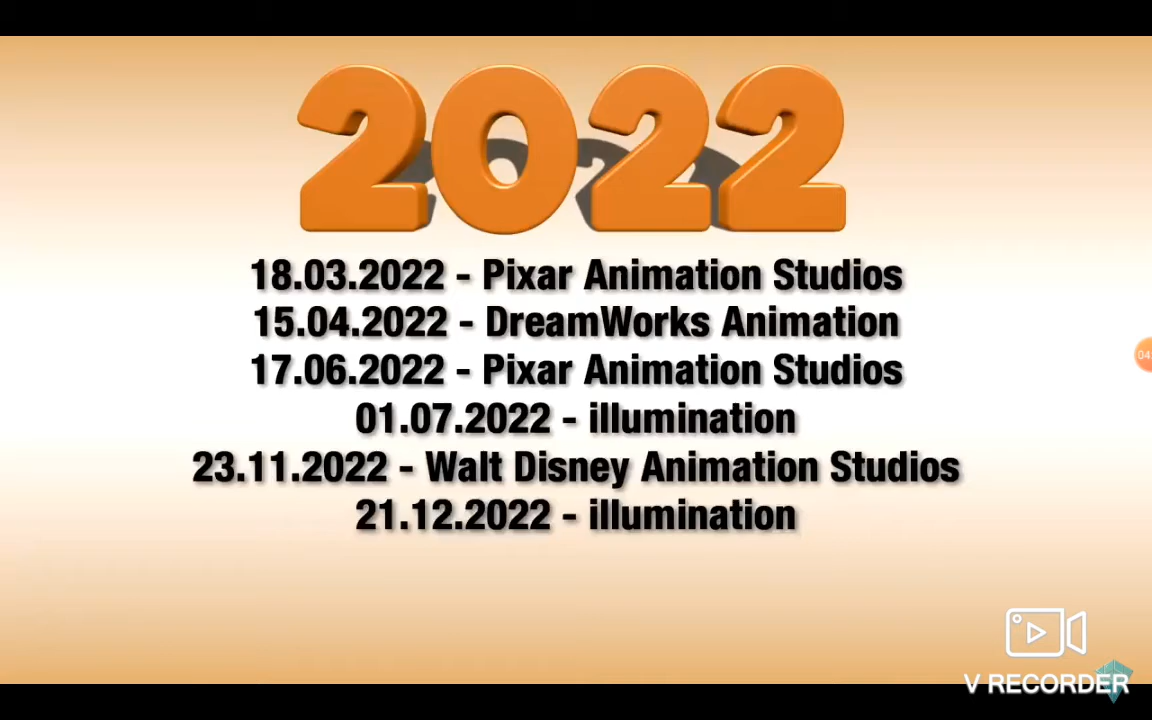 2022
18.03.2022 - Pixar Animation Studios
15.04.2022 - DreamWorks Animation
17.06.2022 - Pixar Animation Studios
01.07.2022 - illumination
23.11.2022 - Walt Disney Animation Studios
21.12.2022 - illumination
V RECORDER